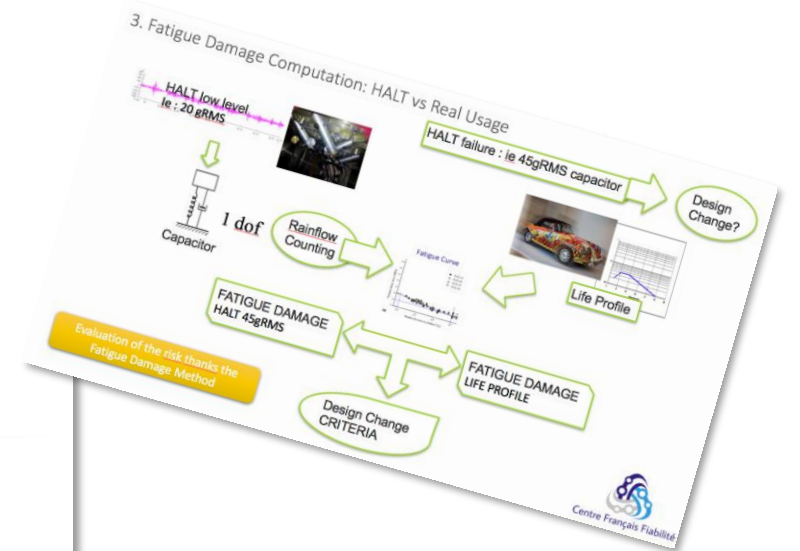 3. Fatigue Damage Computation: HALT vs Real Usage
HALT low level
Ie : 20 gRMS
HALT failure : ie 45gRMS capacitor
Design
Change?
Capacitor
1 dof
Rainflow
Counting
Fatigue Curve
Life Profile
FATIGUE DAMAGE
HALT 45gRMS
FATIGUE DAMAGE
LIFE PROFILE
Evaluation of the risk thanks the
Fatigue Damage Method
Design Change
CRITERIA
Centre Français Fiabilité